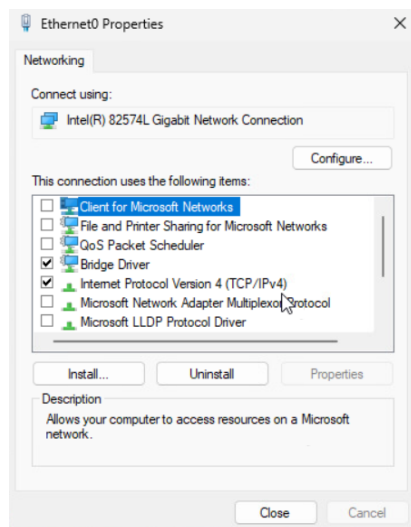 Ethernet0 Properties
Networking
Connect using:
Intel(R) 82574L Gigabit Network Connection
Configure...
This connection uses the following items:
Client for Microsoft Networks
File and Printer Sharing for Microsoft Networks
QoS Packet Scheduler
Bridge Driver
Internet Protocol Version 4 (TCP/IPv4)
Microsoft Network Adapter Multiplexor Protocol
Microsoft LLDP Protocol Driver
Install...
Uninstall
Properties
Description
Allows your computer to access resources on a Microsoft
network.
Close
Cancel